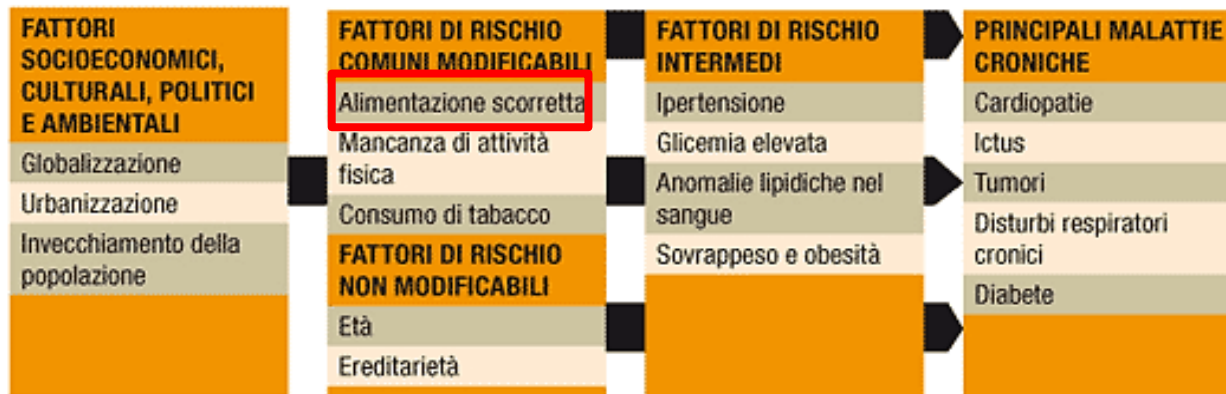 FATTORI
SOCIOECONOMICI,
CULTURALI, POLITICI
E AMBIENTALI
Globalizzazione
Urbanizzazione
Invecchiamento della
popolazione
FATTORI DI RISCHIO
COMUNI MODIFICABILI
Alimentazione scorretta
Mancanza di attività
fisica
Consumo di tabacco
FATTORI DI RISCHIO
NON MODIFICABILI
Età
Ereditarietà
FATTORI DI RISCHIO
INTERMEDI
Ipertensione
Glicemia elevata
Anomalie lipidiche nel
sangue
Sovrappeso e obesità
PRINCIPALI MALATTIE
CRONICHE
Cardiopatie
Ictus
Tumori
Disturbi respiratori
cronici
Diabete